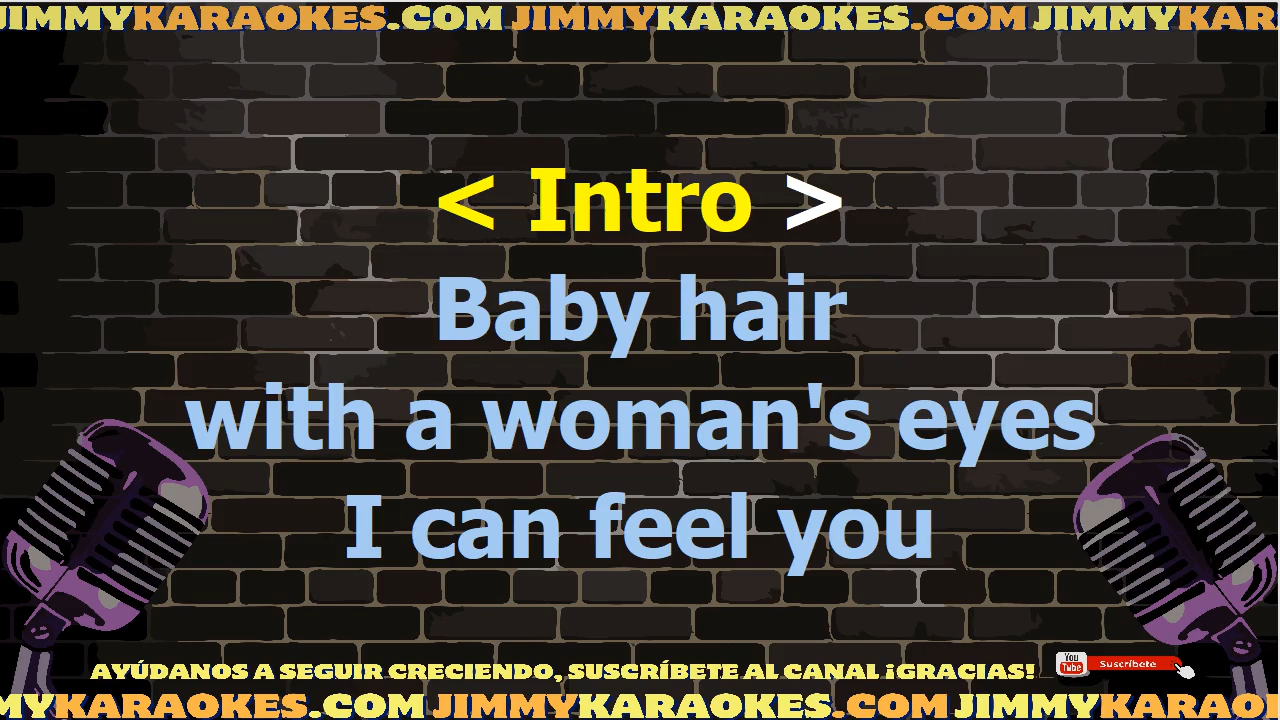 JIMMYKARAOKES.COM JIMMYKARAOKES.COM JIMMYKAR
< Intro >
Baby hair
with a woman's eyes
I can feel you
AYÚDANOS A SEGUIR CRECIENDO, SUSCRÍBETE AL CANAL ¡GRACIAS!
You Tube Suscríbete
MYKARAOKES.COM JIMMYKARAOKES.COM JIMMYKARAO